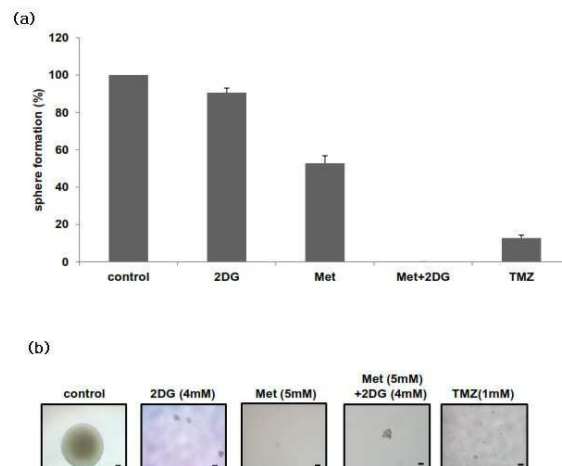 (a)
120
100
80
60
40
20
0
sphere formation (%)
control 2DG Met Met+2DG TMZ
(b)
control 2DG (4mM) Met (5mM) Met (5mM) +2DG (4mM) TMZ(1mM)